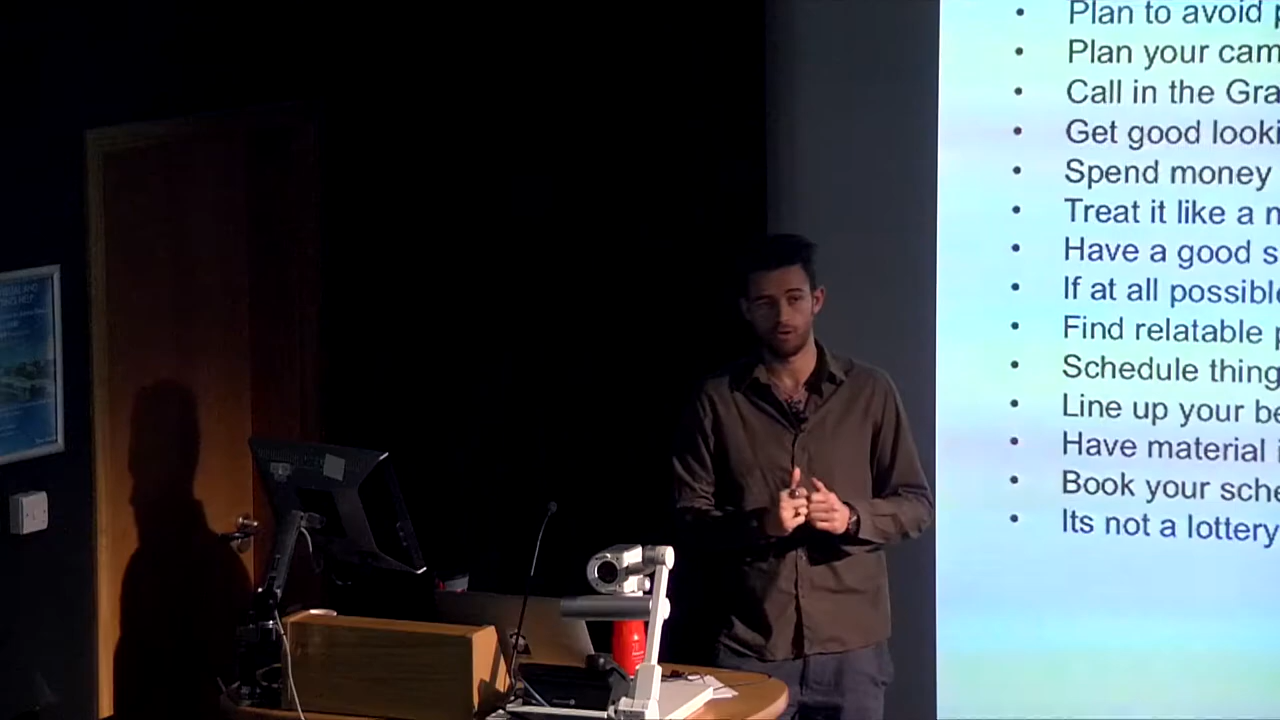 Plan to avoid
Plan your cam
Call in the Gra
Get good looki
Spend money
Treat it like a
Have a good s
If at all possible
Find relatable
Schedule thing
Line up your be
Have material
Book your sche
Its not a lottery